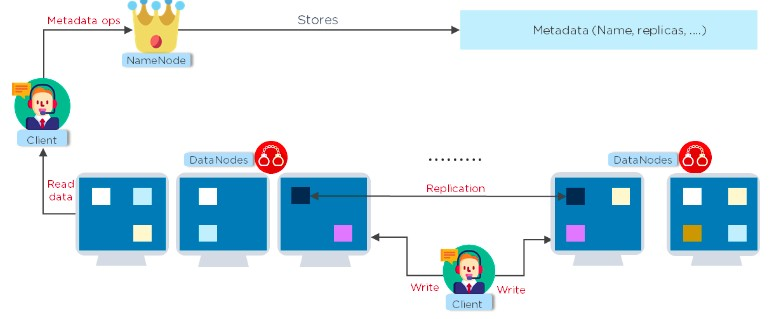 Metadata ops
Stores
Metadata (Name, replicas, ....)
NameNode
Client
DataNodes
.........
DataNodes
Read
data
Replication
Write
Client
Write